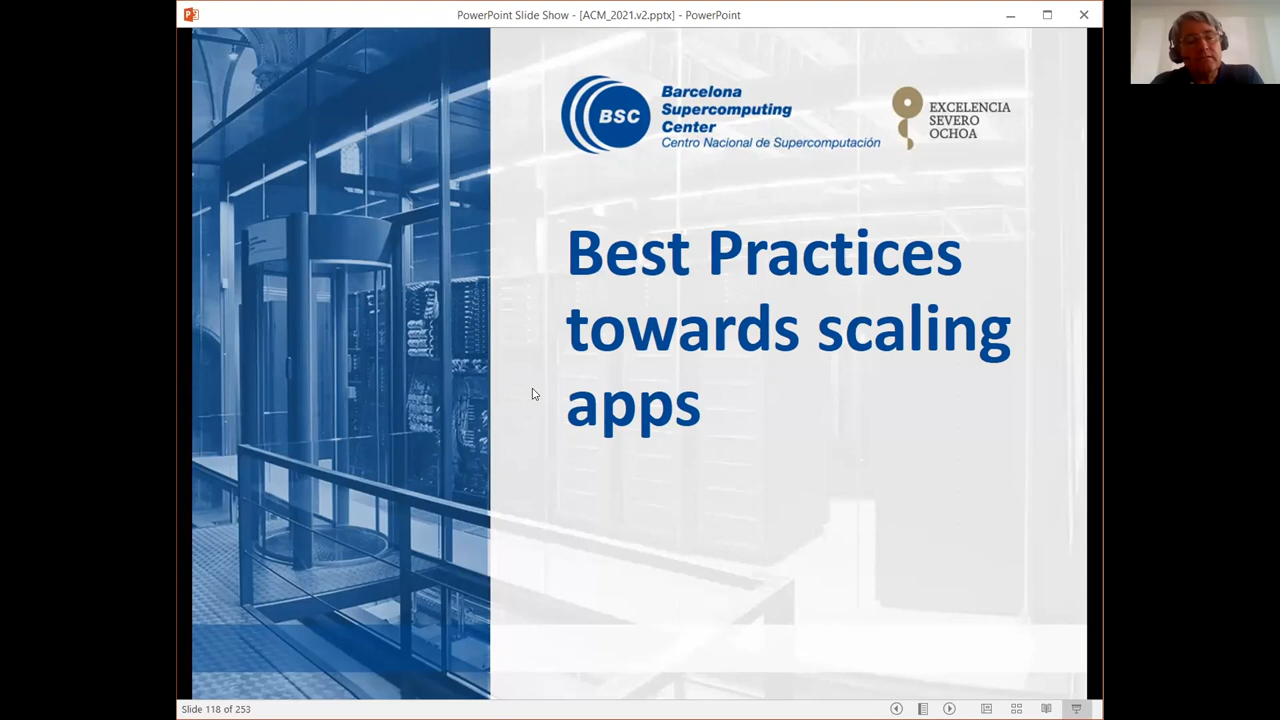 PowerPoint Slide Show - [ACM_2021.v2.pptx] - PowerPoint
BSC
Barcelona
Supercomputing
Center
Centro Nacional de Supercomputación
EXCELENCIA
SEVERO
OCHOA
Best Practices
towards scaling
apps
Slide 118 of 253